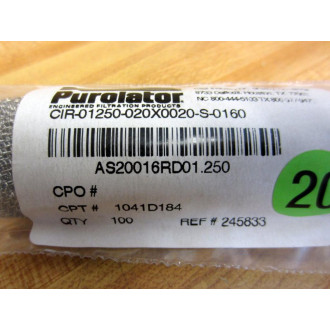 Purolator
ENGINEERED FILTRATION PRODUCTS
CIR-01250-020X0020-S-0160
AS20016RD01.250
CPO #
CPT # 1041D184
QTY 100 REF # 245833
20